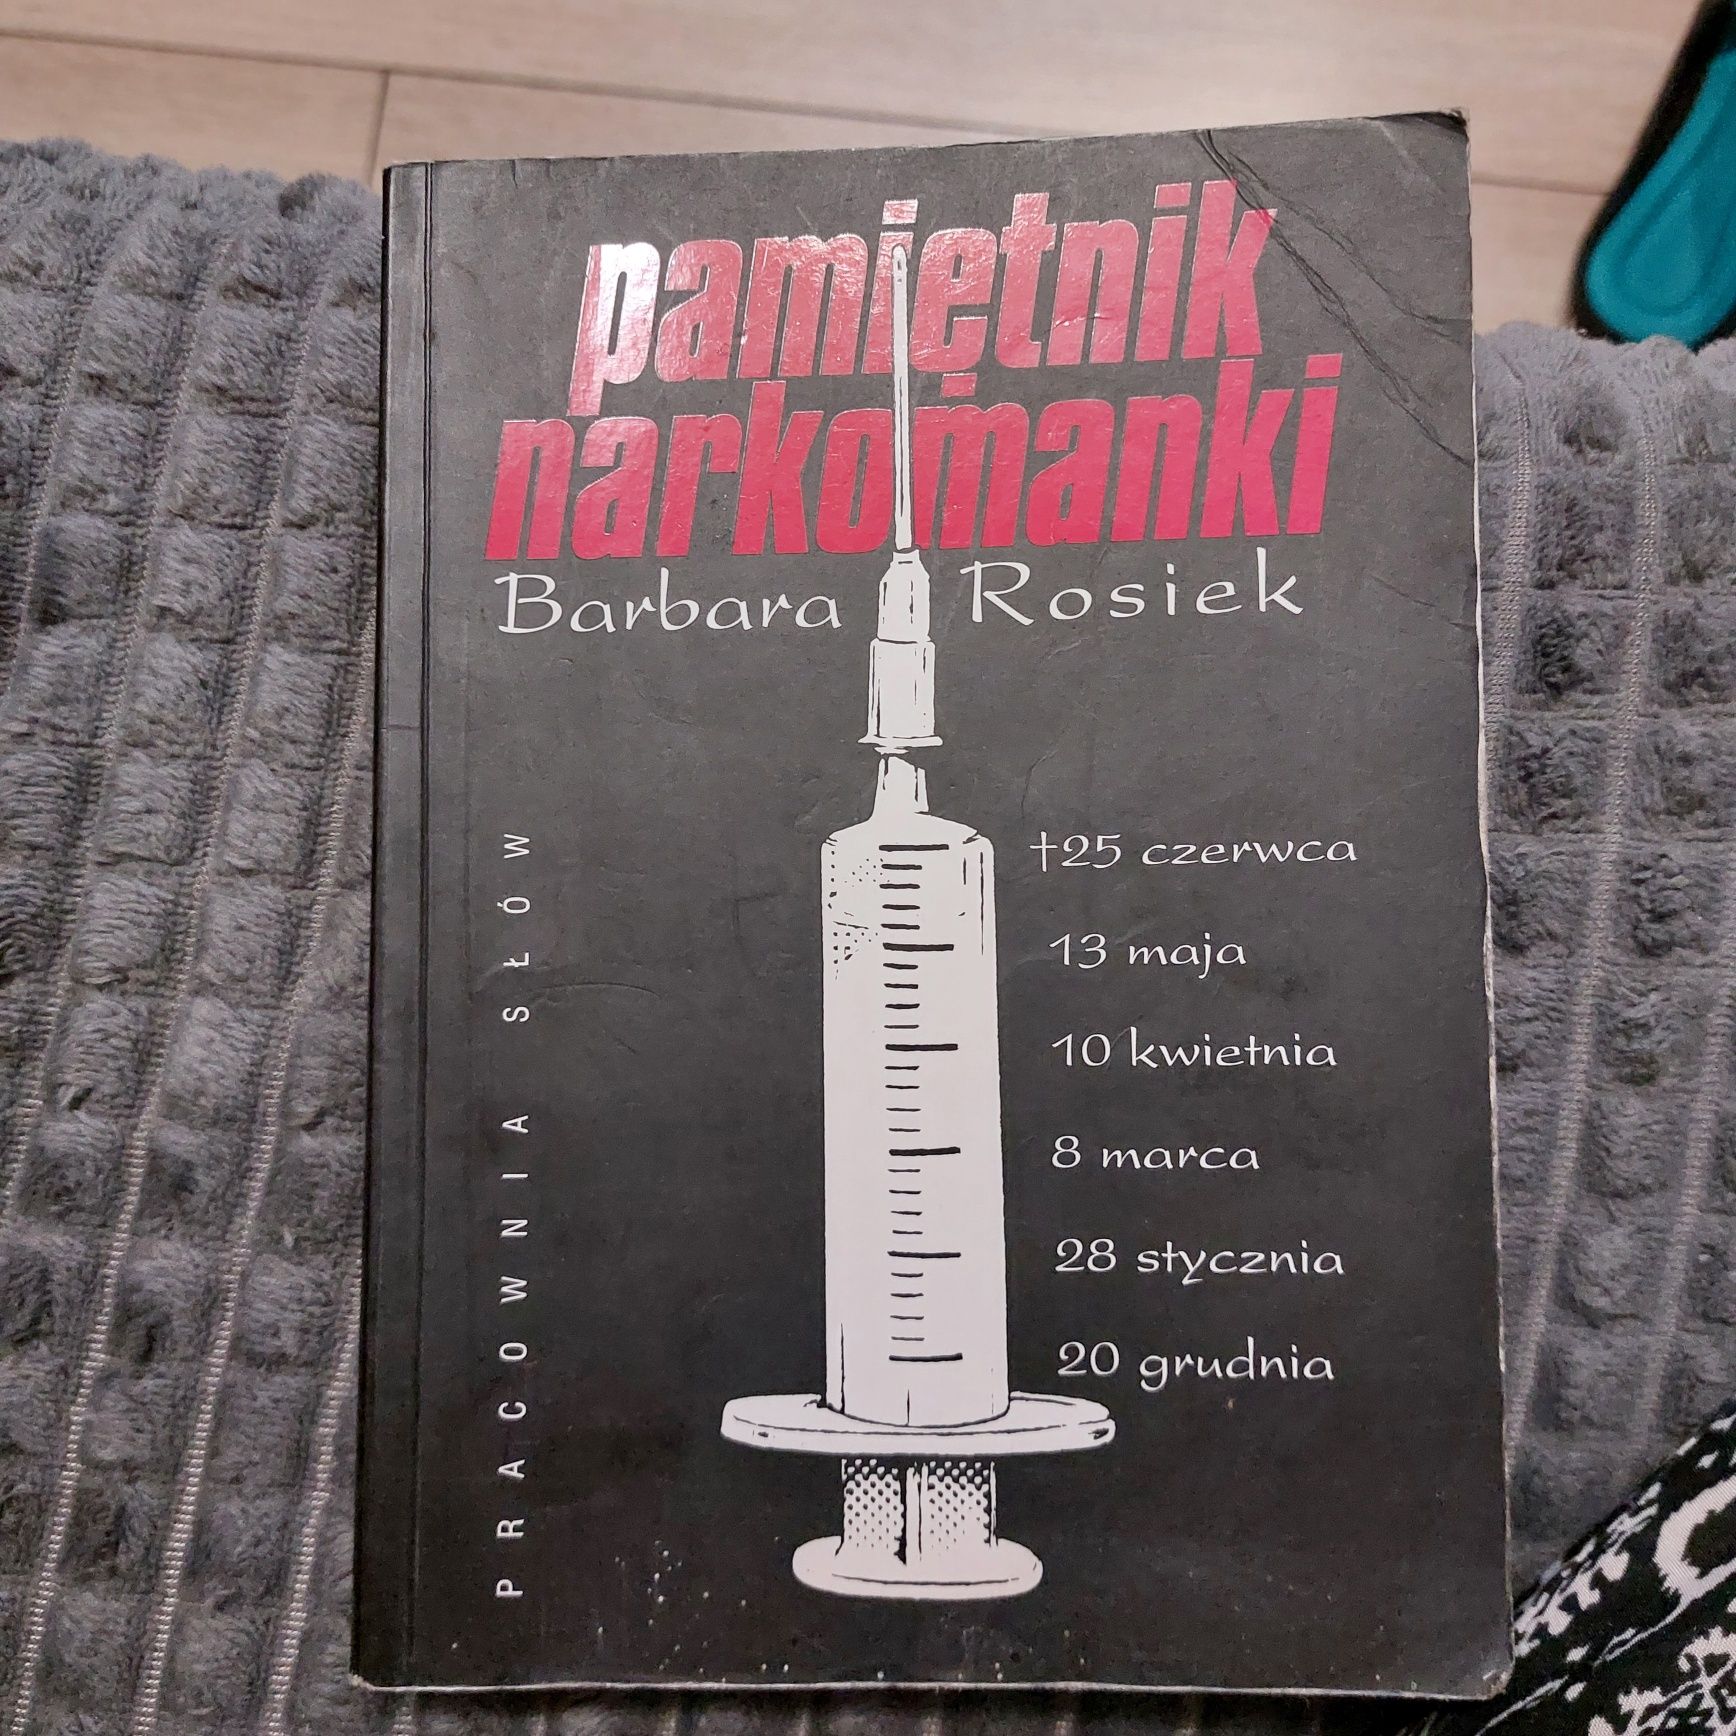 pamiętnik
narkomanki
Barbara Rosiek
PRACOWNIA SŁÓW
†25 czerwca
13 maja
10 kwietnia
8 marca
28 stycznia
20 grudnia